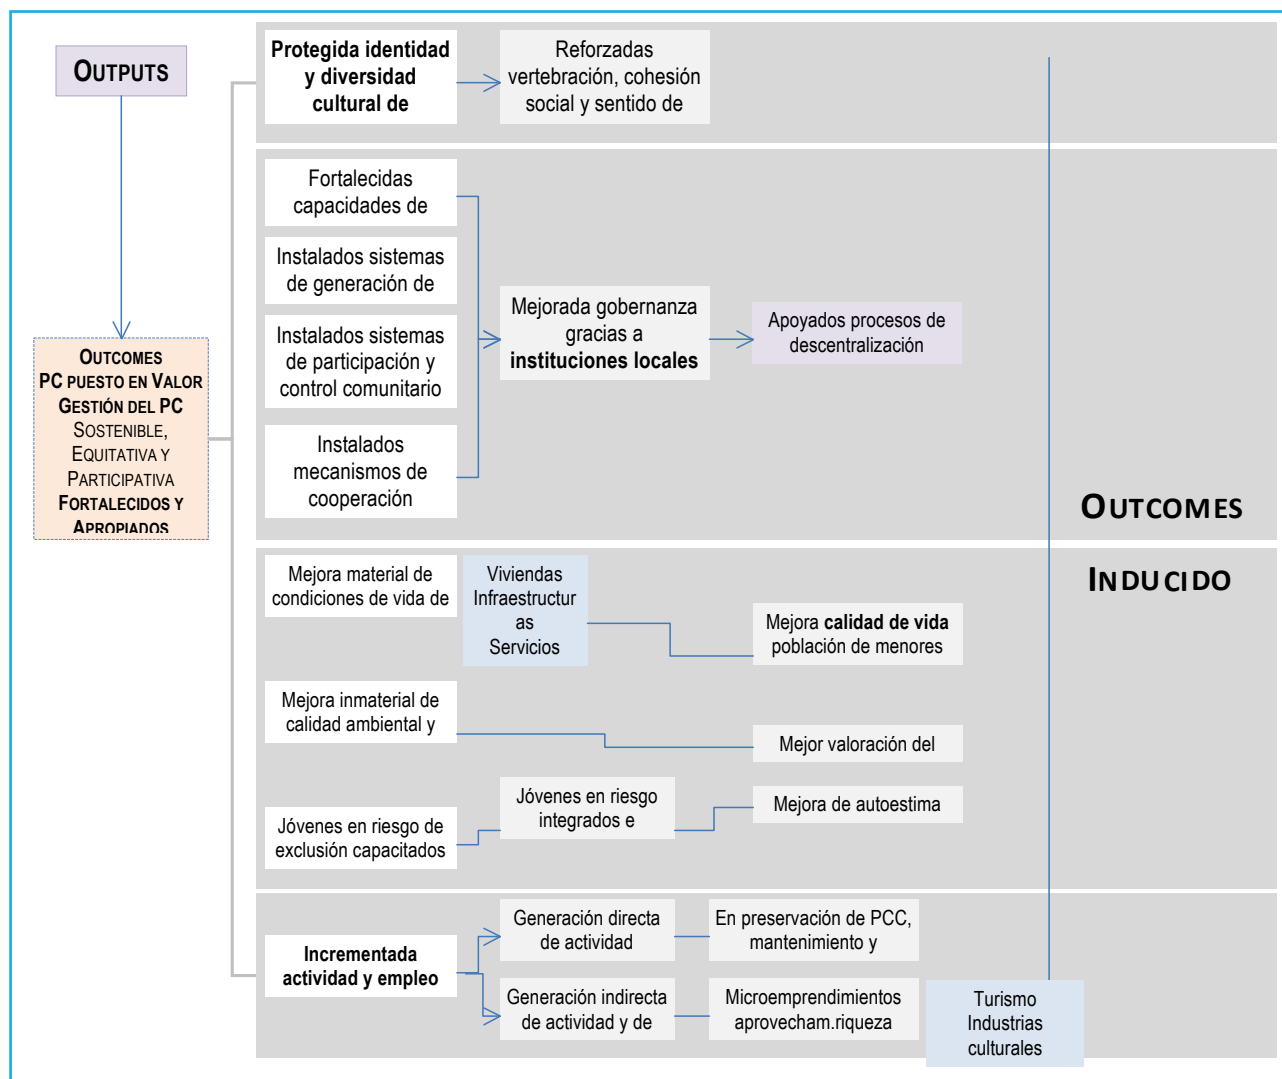 OUTPUTS
OUTCOMES
PC PUESTO EN VALOR
GESTIÓN DEL PC
SOSTENIBLE,
EQUITATIVA Y
PARTICIPATIVA
FORTALECIDOS Y
APROPIADOS
Protegida identidad
y diversidad
cultural de
Reforzadas
vertebración, cohesión
social y sentido de
Fortalecidas
capacidades de
Instalados sistemas
de generación de
Instalados sistemas
de participación y
control comunitario
Instalados
mecanismos de
cooperación
Mejorada gobernanza
gracias a
instituciones locales
Apoyados procesos de
descentralización
OUTCOMES
INDUCIDO
Mejora material de
condiciones de vida de
Viviendas
Infraestructur
as
Servicios
Mejora calidad de vida
población de menores
Mejora inmaterial de
calidad ambiental y
Mejor valoración del
Jóvenes en riesgo de
exclusión capacitados
Jóvenes en riesgo
integrados e
Mejora de autoestima
Incrementada
actividad y empleo
Generación directa
de actividad
En preservación de PCC,
mantenimiento y
Generación indirecta
de actividad y de
Microemprendimientos
aprovecham.riqueza
Turismo
Industrias
culturales